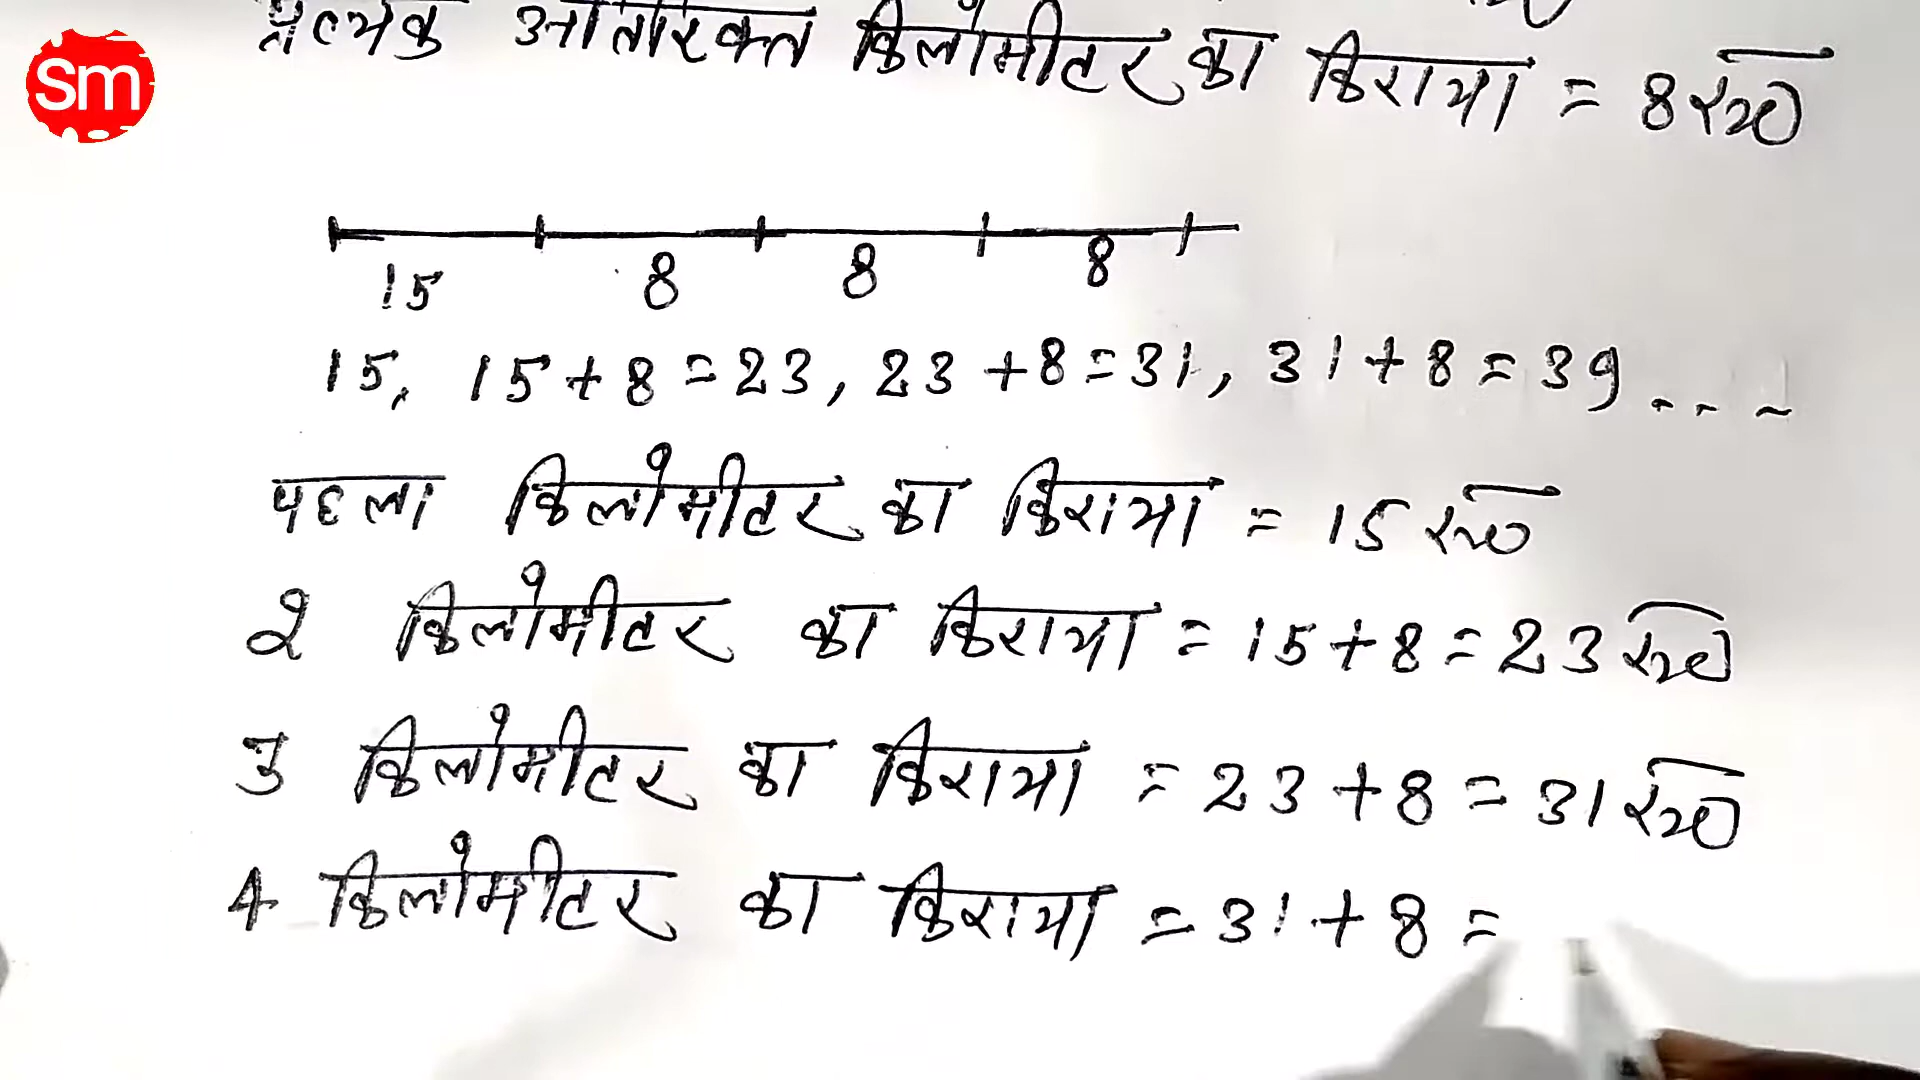 Sm
प्रत्येक अतिरिक्त किलोमीटर का किराया = 8 रु०
15 8 8 8
15, 15+8=23, 23+8=31, 31+8=39 - - -
पहला किलोमीटर का किराया = 15 रु०
2 किलोमीटर का किराया = 15+8=23 रु०
3 किलोमीटर का किराया = 23+8=31 रु०
4 किलोमीटर का किराया = 31+8=